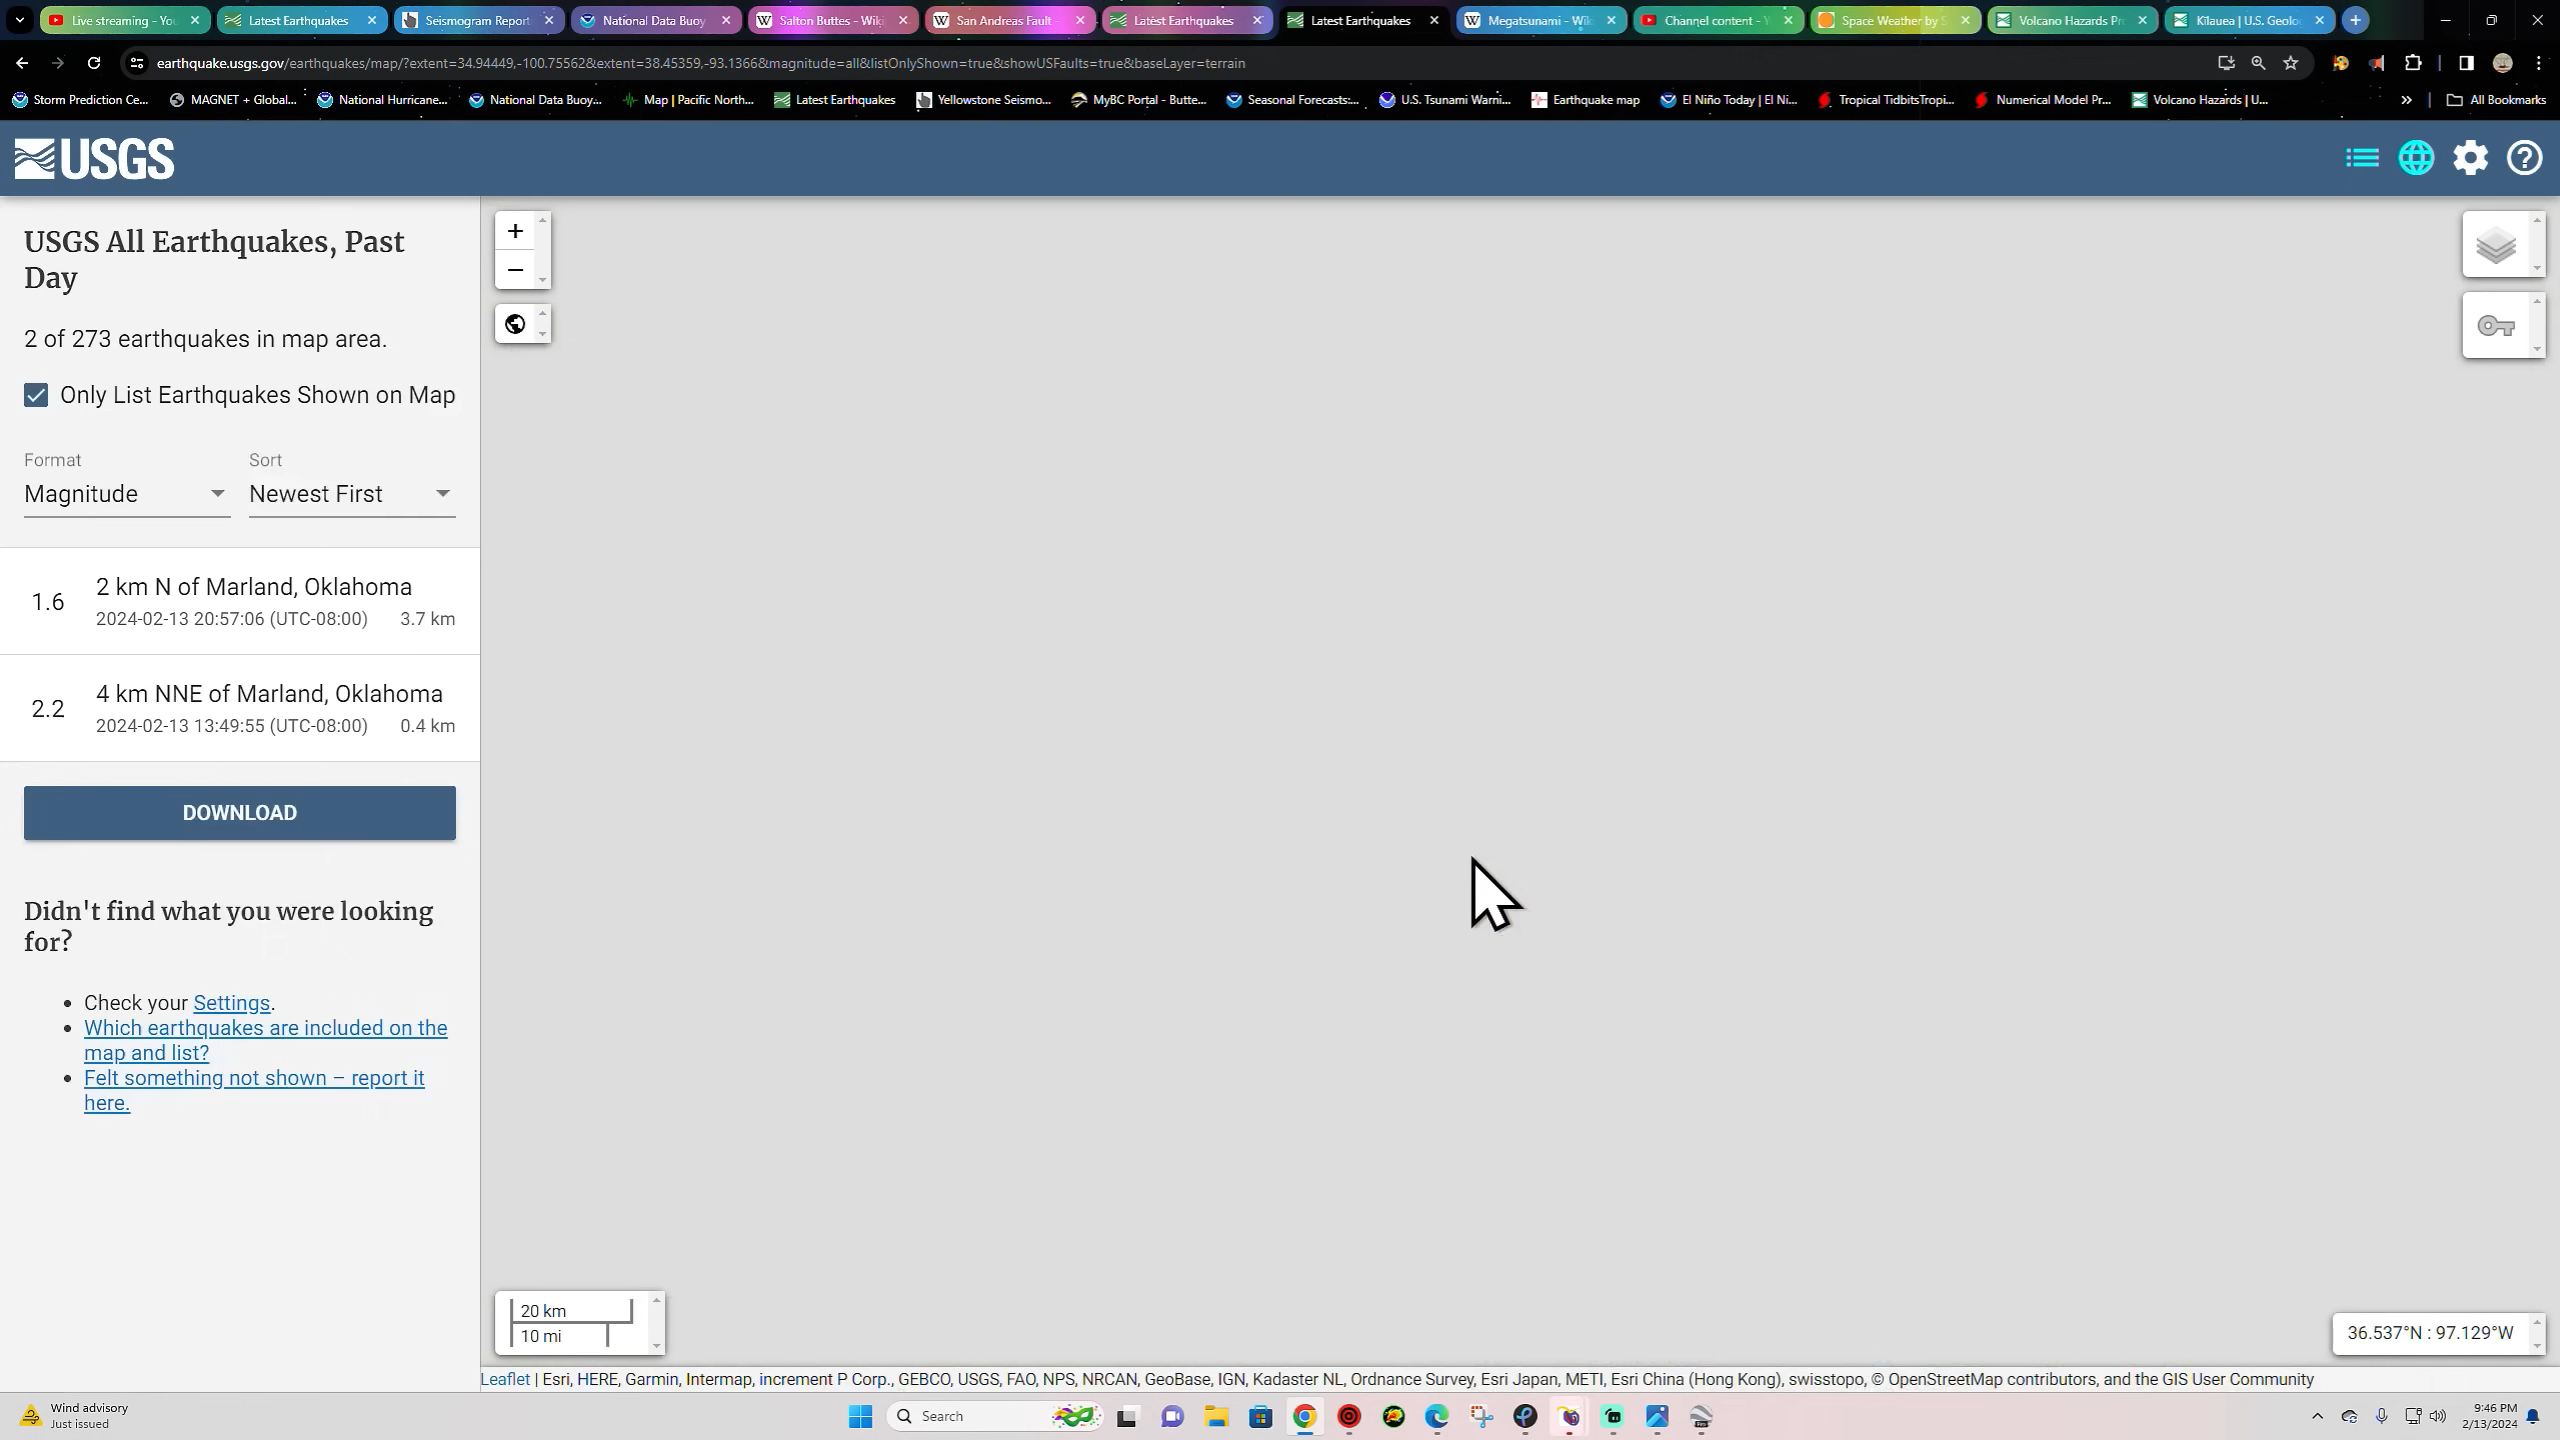 Live streaming - You
Latest Earthquakes
Seismogram Report
National Data Buoy
Salton Buttes - Wiki
San Andreas Fault -
Latest Earthquakes
Latest Earthquakes
Megatsunami - Wik
Channel content - Y
Space Weather by S
Volcano Hazards Pr
Kīlauea | U.S. Geolo
earthquake.usgs.gov/earthquakes/map/?extent=34.94449,-100.75562&extent=38.45359,-93.1366&magnitude=all&listOnlyShown=true&showUSFaults=true&baseLayer=terrain
Storm Prediction Ce...
MAGNET + Global...
National Hurricane...
National Data Buoy...
Map | Pacific North...
Latest Earthquakes
Yellowstone Seismo...
MyBC Portal - Butte...
Seasonal Forecasts:...
U.S. Tsunami Warni...
Earthquake map
El Niño Today | El Ni...
Tropical TidbitsTropi...
Numerical Model Pr...
Volcano Hazards | U...
»
All Bookmarks
USGS
USGS All Earthquakes, Past
Day
2 of 273 earthquakes in map area.
Only List Earthquakes Shown on Map
Format
Sort
Magnitude
Newest First
1.6
2 km N of Marland, Oklahoma
2024-02-13 20:57:06 (UTC-08:00) 3.7 km
2.2
4 km NNE of Marland, Oklahoma
2024-02-13 13:49:55 (UTC-08:00) 0.4 km
DOWNLOAD
Didn't find what you were looking
for?
• Check your Settings.
• Which earthquakes are included on the
map and list?
• Felt something not shown – report it
here.
+
−
20 km
10 mi
36.537°N : 97.129°W
Leaflet | Esri, HERE, Garmin, Intermap, increment P Corp., GEBCO, USGS, FAO, NPS, NRCAN, GeoBase, IGN, Kadaster NL, Ordnance Survey, Esri Japan, METI, Esri China (Hong Kong), swisstopo, © OpenStreetMap contributors, and the GIS User Community
Wind advisory
Just issued
Search
9:46 PM
2/13/2024